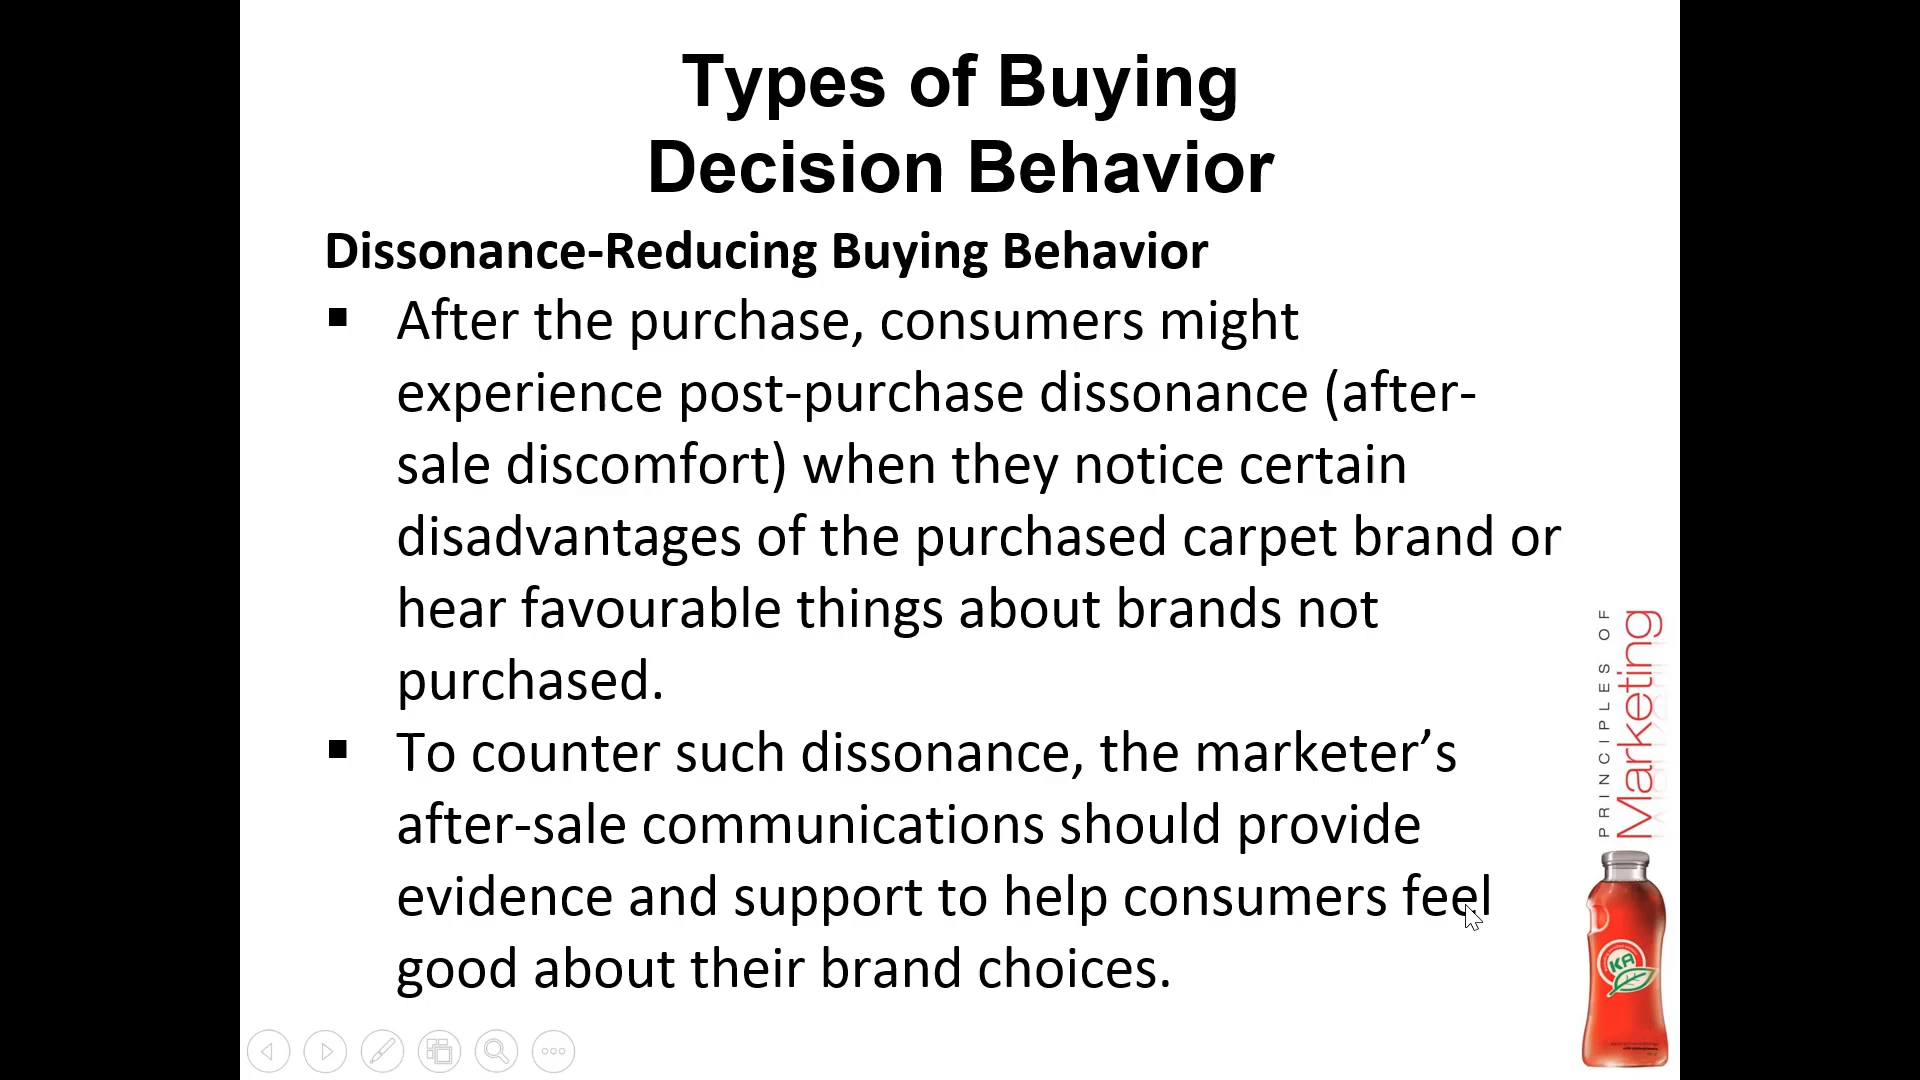 Types of Buying
Decision Behavior
Dissonance-Reducing Buying Behavior
▪ After the purchase, consumers might
experience post-purchase dissonance (after-
sale discomfort) when they notice certain
disadvantages of the purchased carpet brand or
hear favourable things about brands not
purchased.
▪ To counter such dissonance, the marketer’s
after-sale communications should provide
evidence and support to help consumers feel
good about their brand choices.
PRINCIPLES OF
Marketing
KA